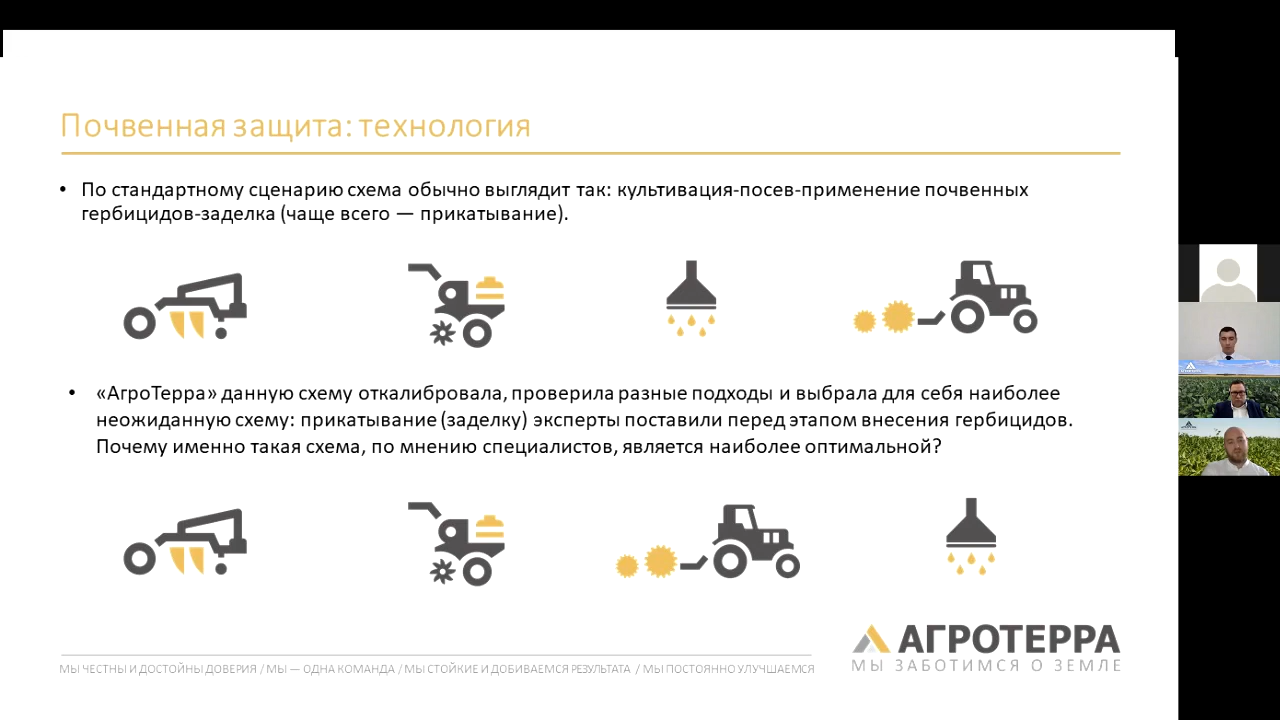 Почвенная защита: технология
• По стандартному сценарию схема обычно выглядит так: культивация-посев-применение почвенных
гербицидов-заделка (чаще всего — прикатывание).
• «АгроТерра» данную схему откалибровала, проверила разные подходы и выбрала для себя наиболее
неожиданную схему: прикатывание (заделку) эксперты поставили перед этапом внесения гербицидов.
Почему именно такая схема, по мнению специалистов, является наиболее оптимальной?
АГРОТЕРРА
МЫ ЗАБОТИМСЯ О ЗЕМЛЕ
МЫ ЧЕСТНЫ И ДОСТОЙНЫ ДОВЕРИЯ / МЫ — ОДНА КОМАНДА / МЫ СТОЙКИЕ И ДОБИВАЕМСЯ РЕЗУЛЬТАТА / МЫ ПОСТОЯННО УЛУЧШАЕМСЯ